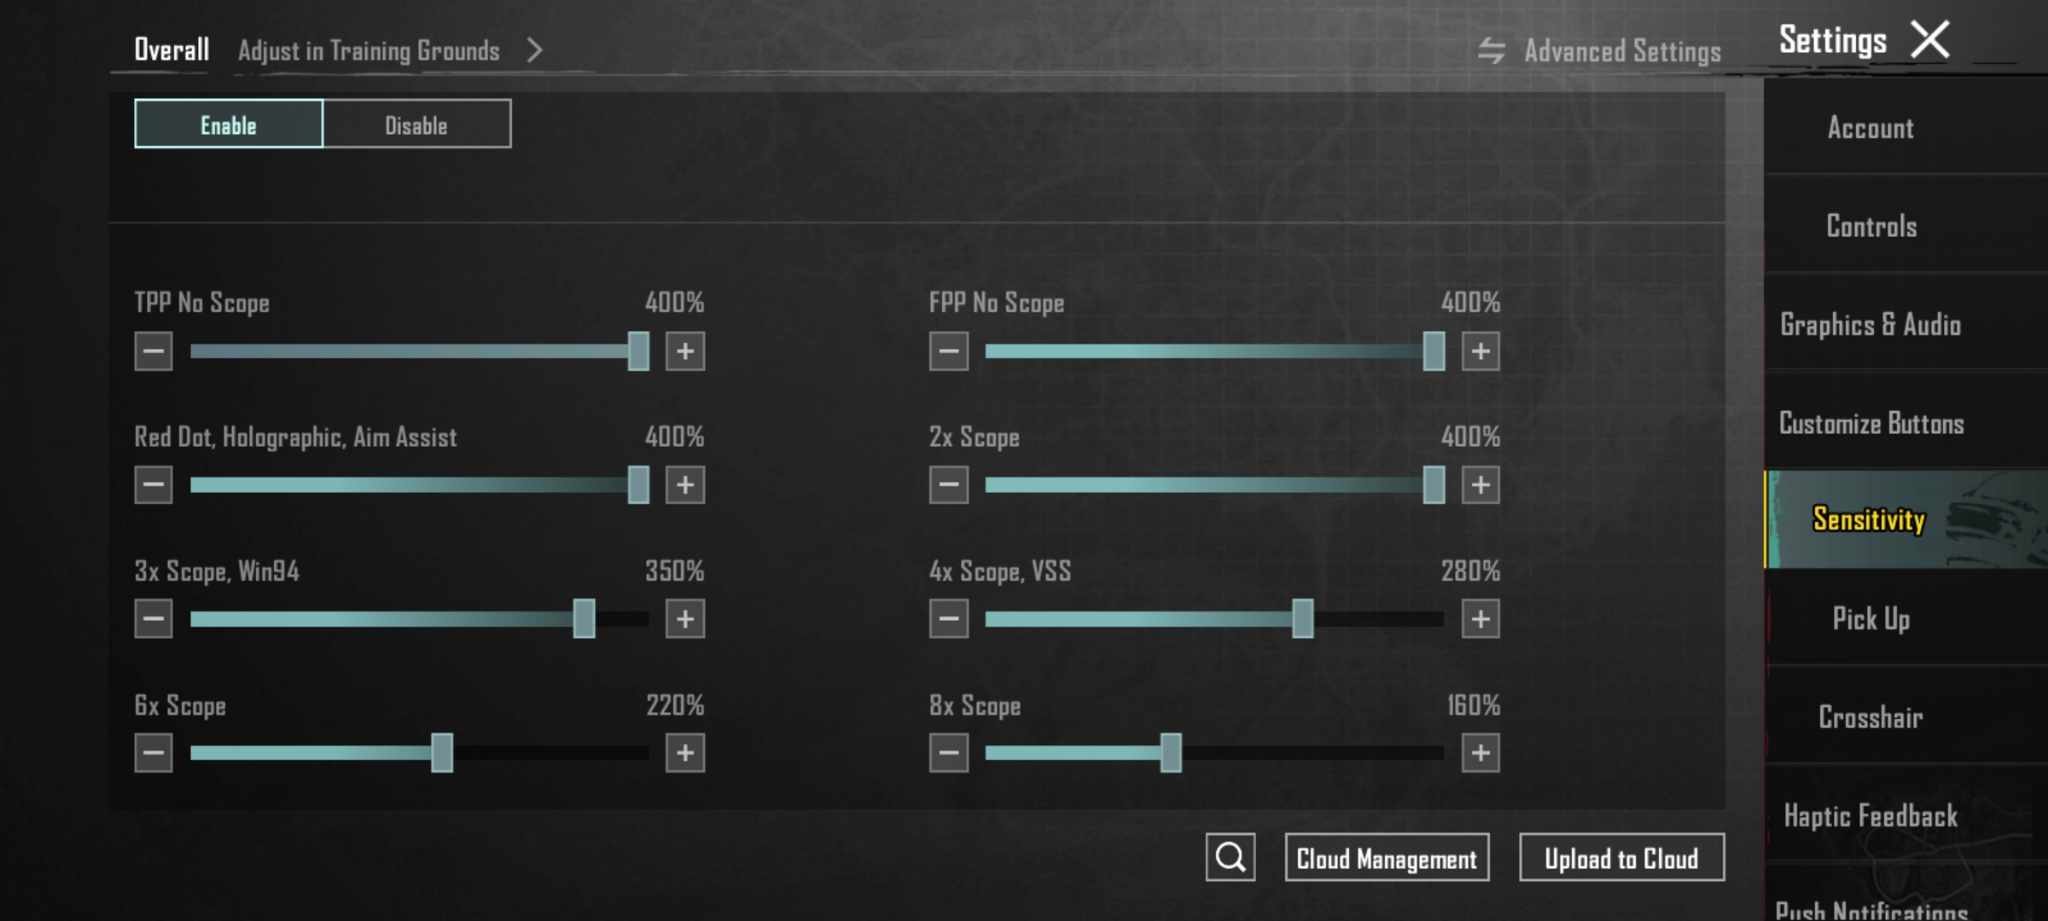 Overall
Adjust in Training Grounds
Advanced Settings
Settings
Enable
Disable
TPP No Scope
400%
FPP No Scope
400%
Red Dot, Holographic, Aim Assist
400%
2x Scope
400%
3x Scope, Win94
350%
4x Scope, VSS
280%
6x Scope
220%
8x Scope
160%
Cloud Management
Upload to Cloud
Account
Controls
Graphics & Audio
Customize Buttons
Sensitivity
Pick Up
Crosshair
Haptic Feedback
Push Notifications